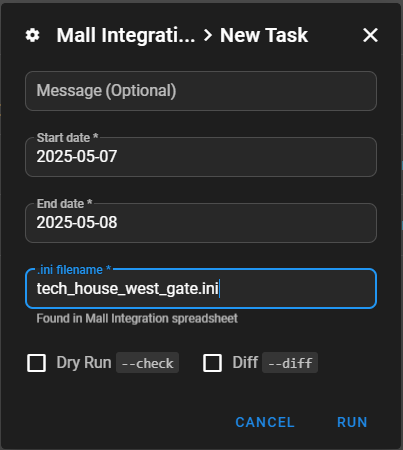 Mall Integrati... > New Task
Message (Optional)
Start date *
2025-05-07
End date *
2025-05-08
.ini filename *
tech_house_west_gate.ini
Found in Mall Integration spreadsheet
Dry Run --check Diff --diff
CANCEL RUN